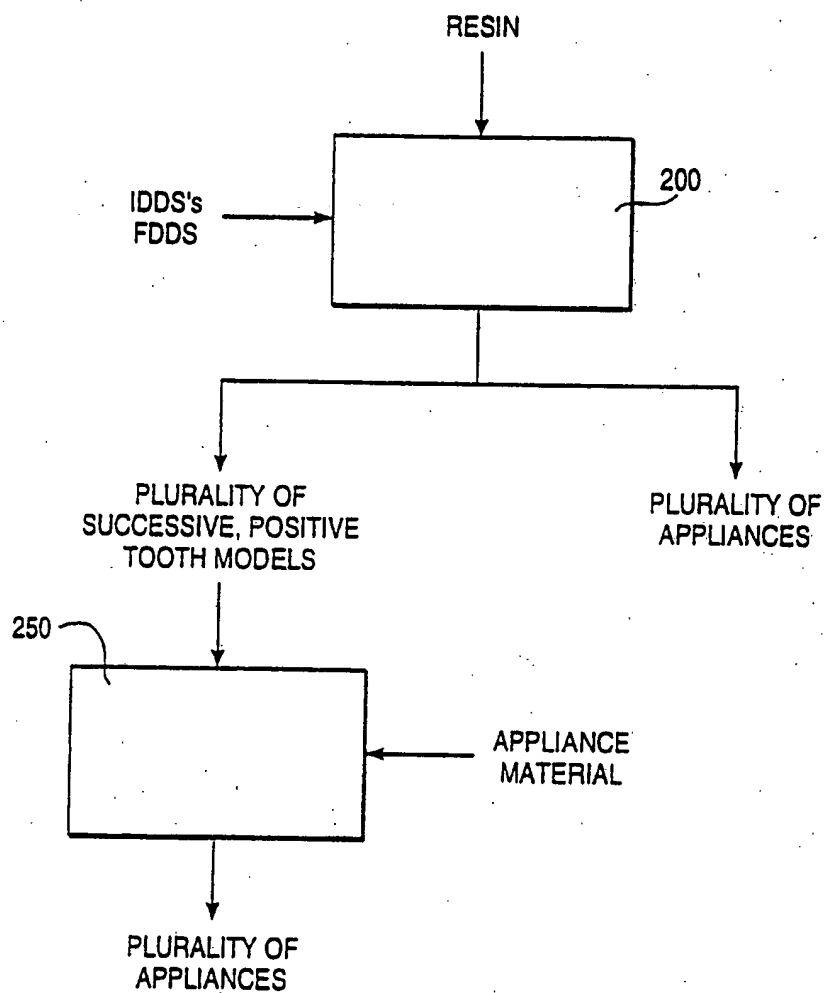 RESIN
IDDS's
FDDS
200
PLURALITY OF
SUCCESSIVE, POSITIVE
TOOTH MODELS
PLURALITY OF
APPLIANCES
250
APPLIANCE
MATERIAL
PLURALITY OF
APPLIANCES